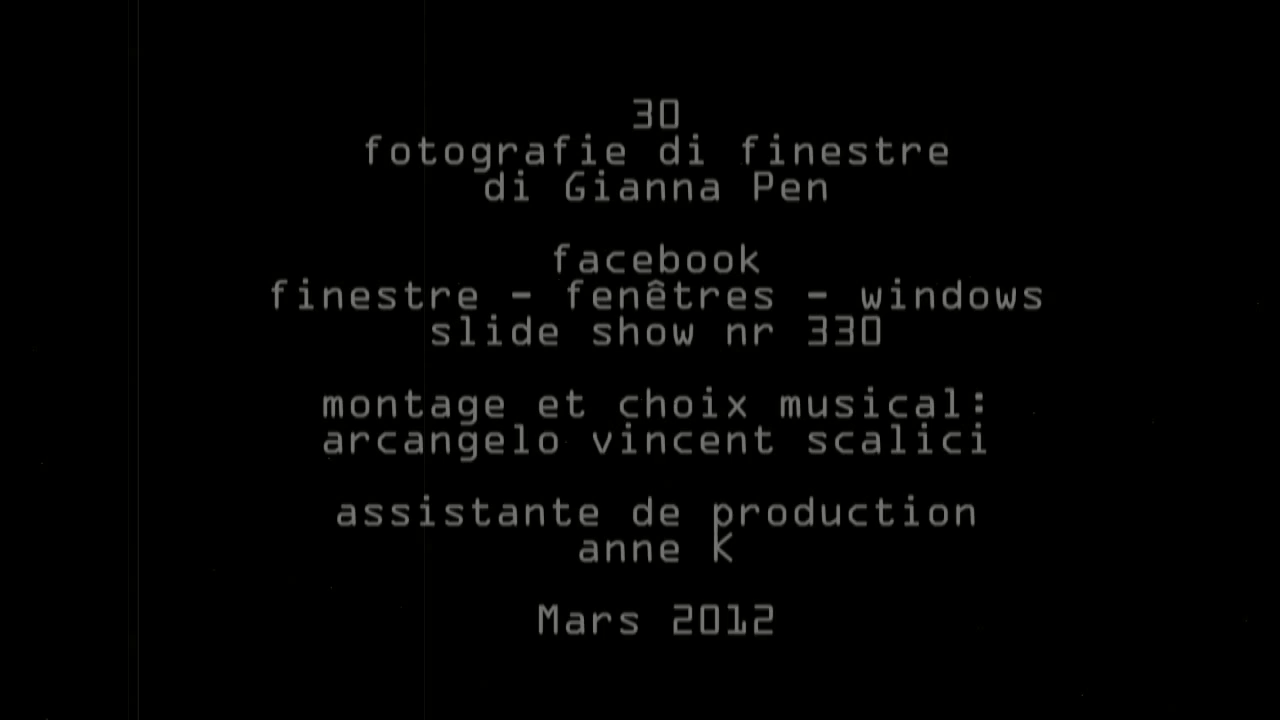 30
fotografie di finestre
di Gianna Pen
facebook
finestre - fenêtres - windows
slide show nr 330
montage et choix musical:
arcangelo vincent scalici
assistante de production
anne K
Mars 2012